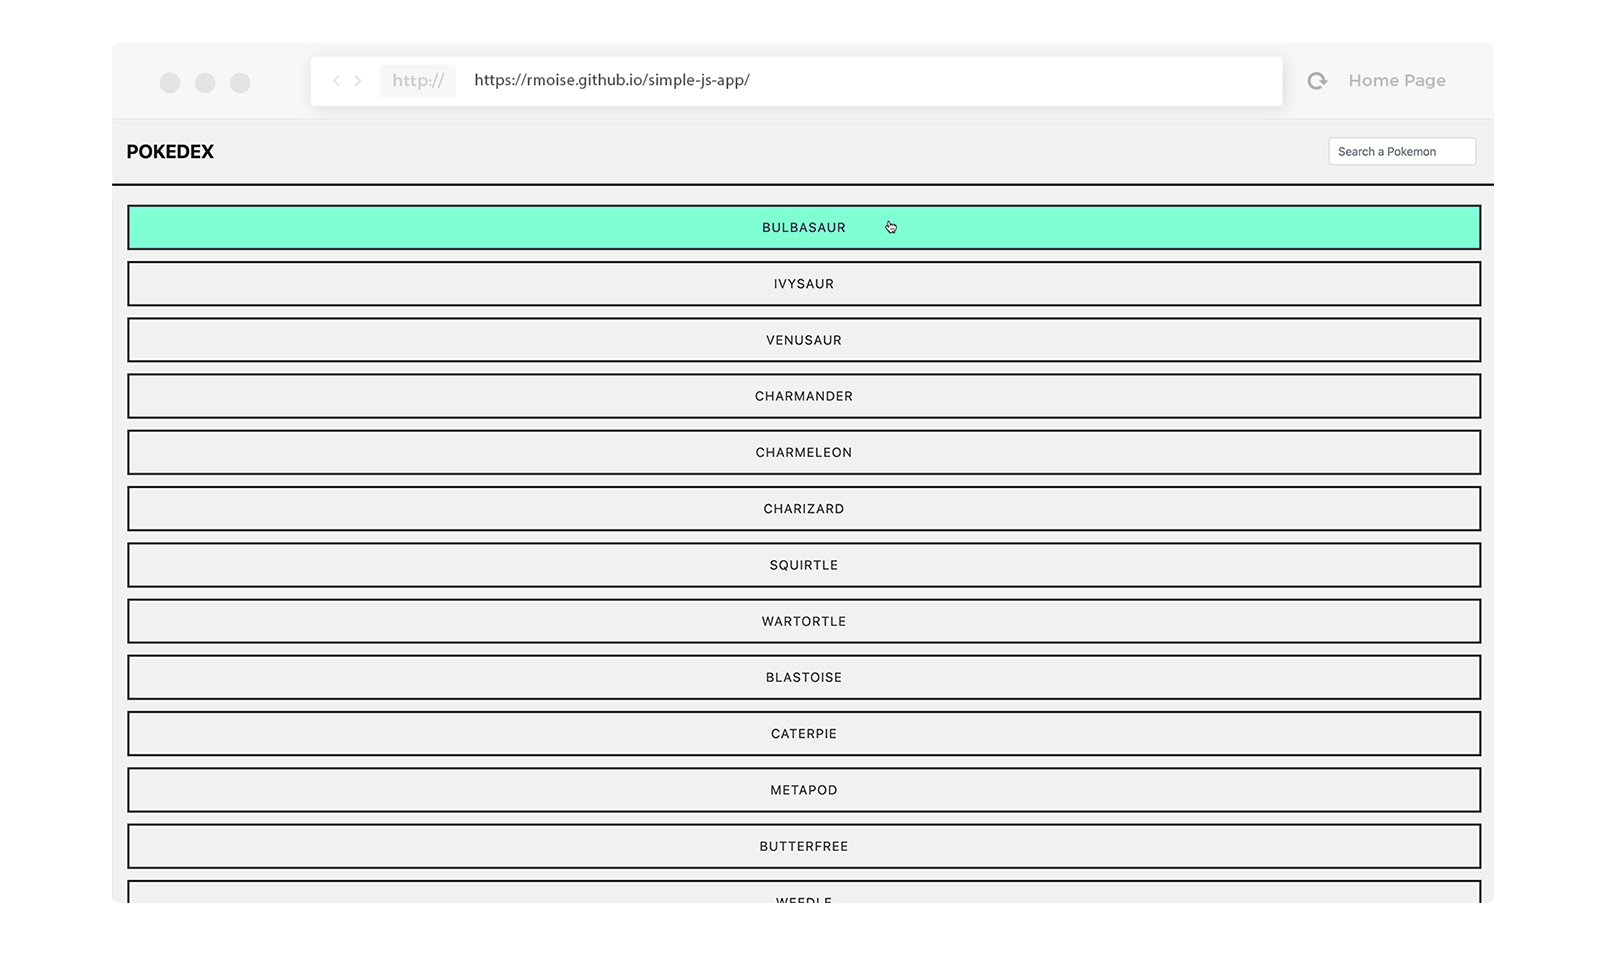 http:// https://rmoise.github.io/simple-js-app/ Home Page
POKEDEX Search a Pokemon
BULBASAUR
IVYSAUR
VENUSAUR
CHARMANDER
CHARMELEON
CHARIZARD
SQUIRTLE
WARTORTLE
BLASTOISE
CATERPIE
METAPOD
BUTTERFREE
WEEDLE